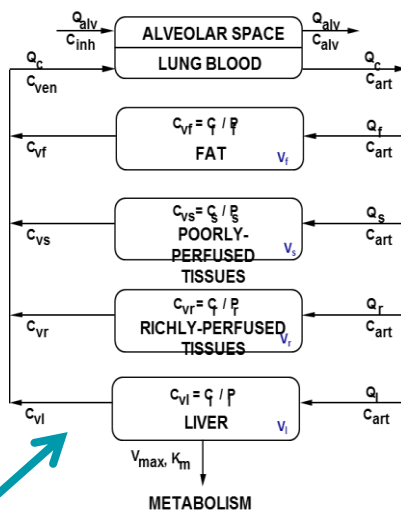 Qalv
Cinh
ALVEOLAR SPACE
Qalv
Calv
Qc
Cven
LUNG BLOOD
Qc
Cart
Cvf = Cf / Pf
FAT
Vf
Cvf
Qf
Cart
Cvs = Cs / Ps
POORLY-
PERFUSED
TISSUES
Vs
Cvs
Qs
Cart
Cvr = Cr / Pr
RICHLY-PERFUSED
TISSUES
Vr
Cvr
Qr
Cart
Cvl = Cl / Pl
LIVER
Vl
Cvl
Ql
Cart
Vmax, Km
METABOLISM